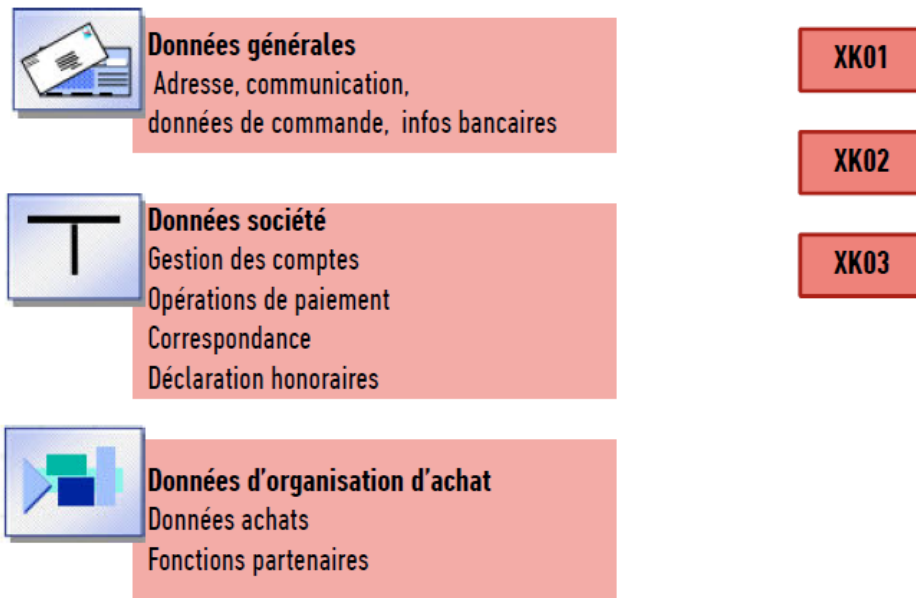 Données générales
Adresse, communication,
données de commande, infos bancaires
Données société
Gestion des comptes
Opérations de paiement
Correspondance
Déclaration honoraires
Données d'organisation d'achat
Données achats
Fonctions partenaires
XK01
XK02
XK03